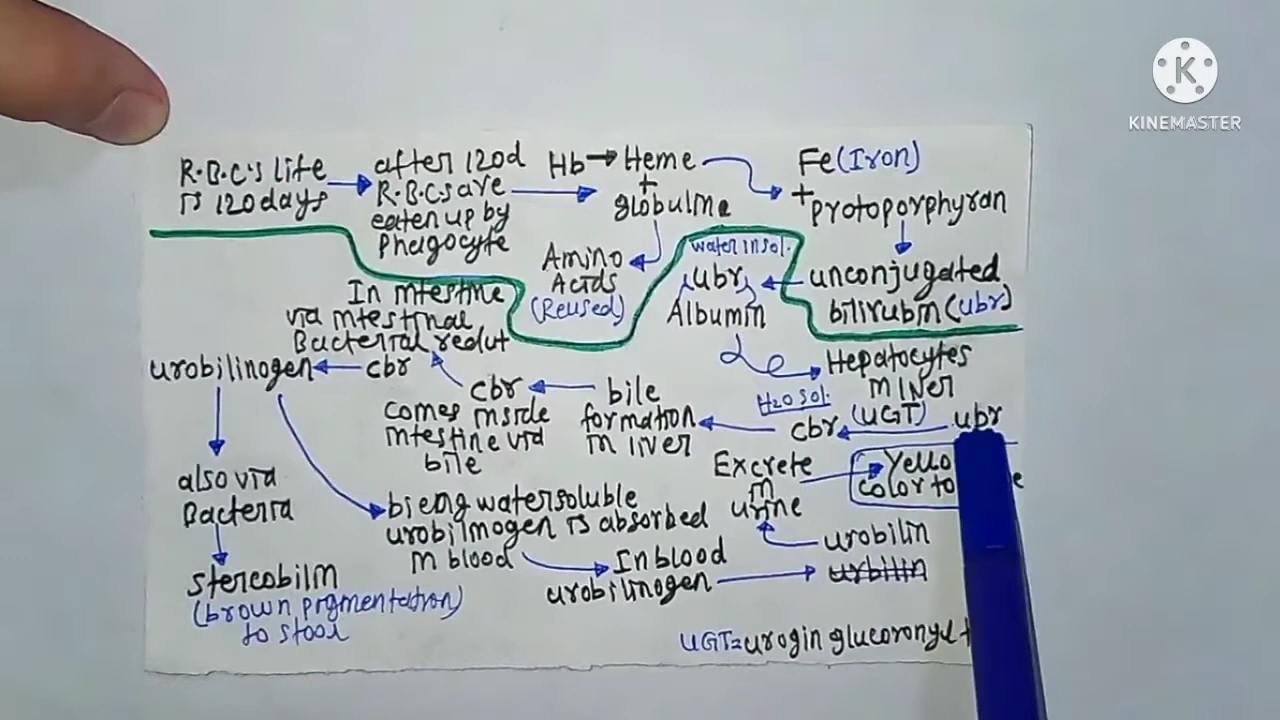 KINEMASTER
R.B.C's life
is 120 days
after 120d
R.B.C's are
eaten up by
Phagocyte
Hb → Heme
+
globuline
Fe (Iron)
+
protoporphyran
Amino
Acids
(Reused)
water insol.
ubr
Albumin
unconjugated
bilirubin (ubr)
In intestine
via intestinal
Bacterial redut
urobilinogen
cbr
cbr
comes inside
intestine via
bile
bile
formation
in liver
Hepatocytes
in liver
H2O sol.
cbr
(UGT)
ubr
Excrete
in
urine
Yello
color to
e
also via
Bacteria
stercobilin
(brown pigmentation)
to stool
bieng watersoluble
urobilinogen is absorbed
in blood
In blood
urobilinogen
urobilin
urbilin
UGT= urogin glucoronyl t